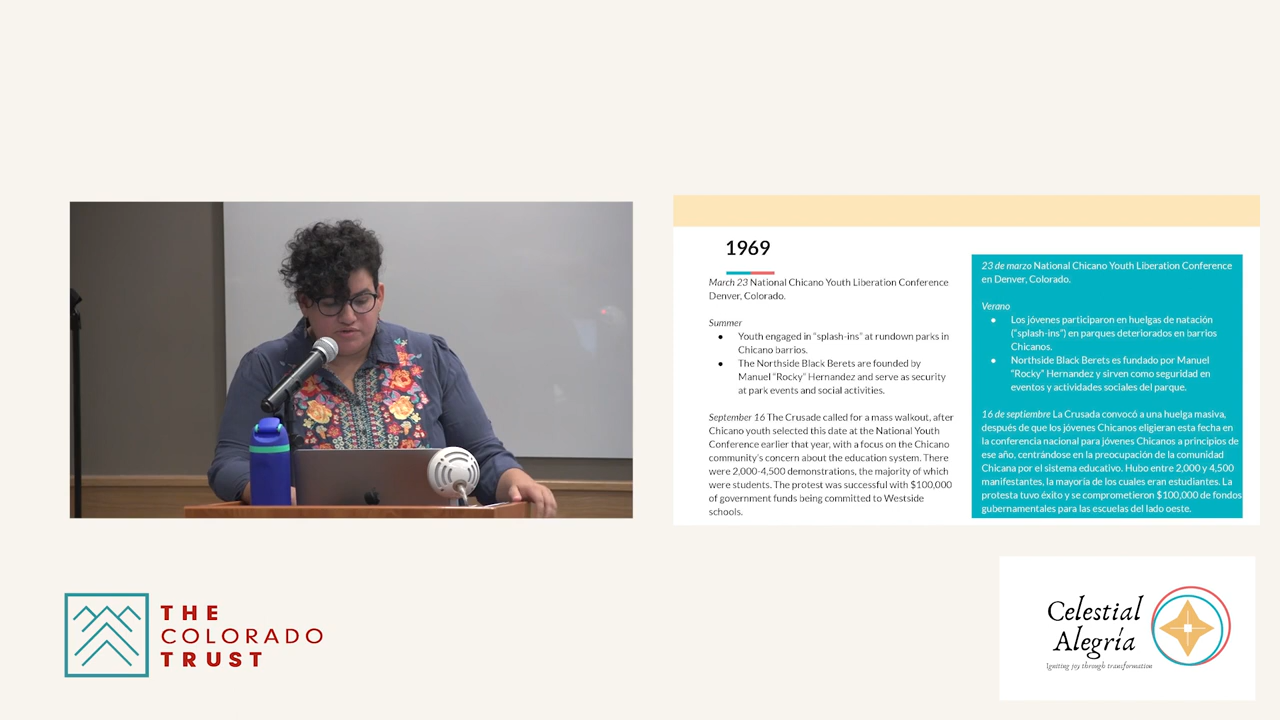 1969
March 23 National Chicano Youth Liberation Conference
Denver, Colorado.
Summer
● Youth engaged in "splash-ins" at rundown parks in
Chicano barrios.
● The Northside Black Berets are founded by
Manuel "Rocky" Hernandez and serve as security
at park events and social activities.
September 16 The Crusade called for a mass walkout, after
Chicano youth selected this date at the National Youth
Conference earlier that year, with a focus on the Chicano
community's concern about the education system. There
were 2,000-4,500 demonstrations, the majority of which
were students. The protest was successful with $100,000
of government funds being committed to Westside
schools.
23 de marzo National Chicano Youth Liberation Conference
en Denver, Colorado.
Verano
● Los jóvenes participaron en huelgas de natación
("splash-ins") en parques deteriorados en barrios
Chicanos.
● Northside Black Berets es fundado por Manuel
"Rocky" Hernandez y sirven como seguridad en
eventos y actividades sociales del parque.
16 de septiembre La Crusada convocó a una huelga masiva,
después de que los jóvenes Chicanos eligieran esta fecha en
la conferencia nacional para jóvenes Chicanos a principios de
ese año, centrándose en la preocupación de la comunidad
Chicana por el sistema educativo. Hubo entre 2,000 y 4,500
manifestantes, la mayoría de los cuales eran estudiantes. La
protesta tuvo éxito y se comprometieron $100,000 de fondos
gubernamentales para las escuelas del lado oeste.
THE
COLORADO
TRUST
Celestial
Alegría
Igniting joy through transformation